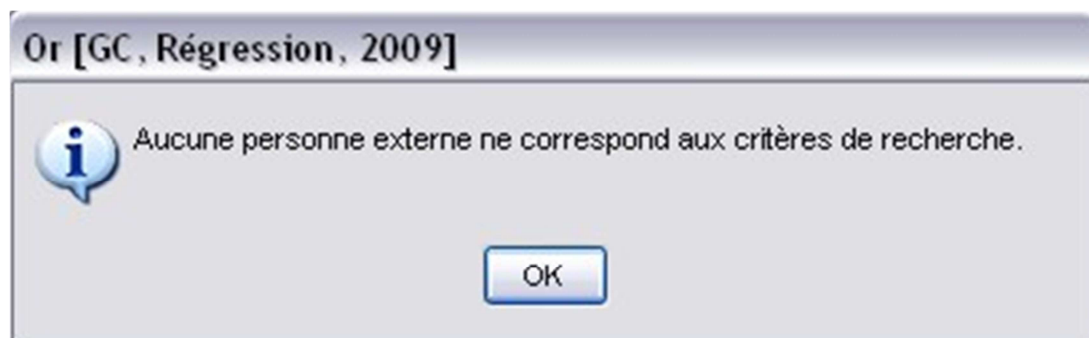 Or [GC, Régression, 2009]
Aucune personne externe ne correspond aux critères de recherche.
OK